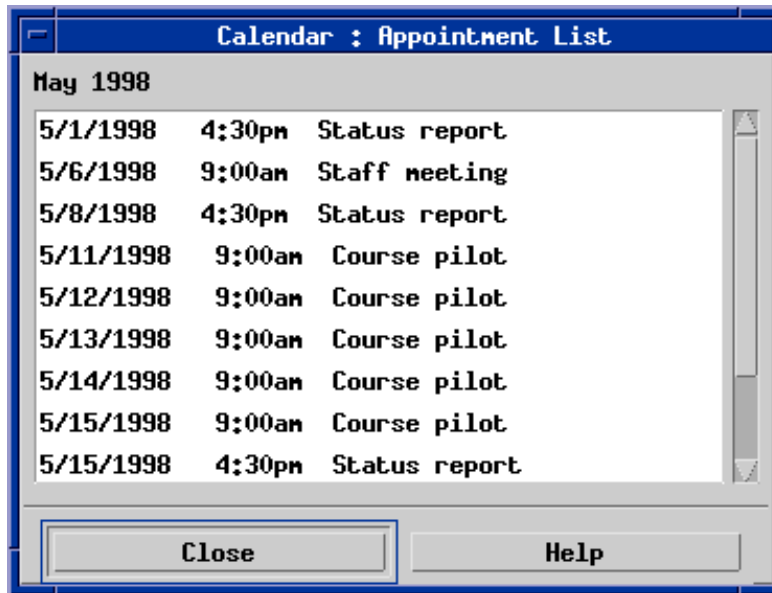 Calendar : Appointment List
May 1998
5/1/1998 4:30pm Status report
5/6/1998 9:00am Staff meeting
5/8/1998 4:30pm Status report
5/11/1998 9:00am Course pilot
5/12/1998 9:00am Course pilot
5/13/1998 9:00am Course pilot
5/14/1998 9:00am Course pilot
5/15/1998 9:00am Course pilot
5/15/1998 4:30pm Status report
Close Help